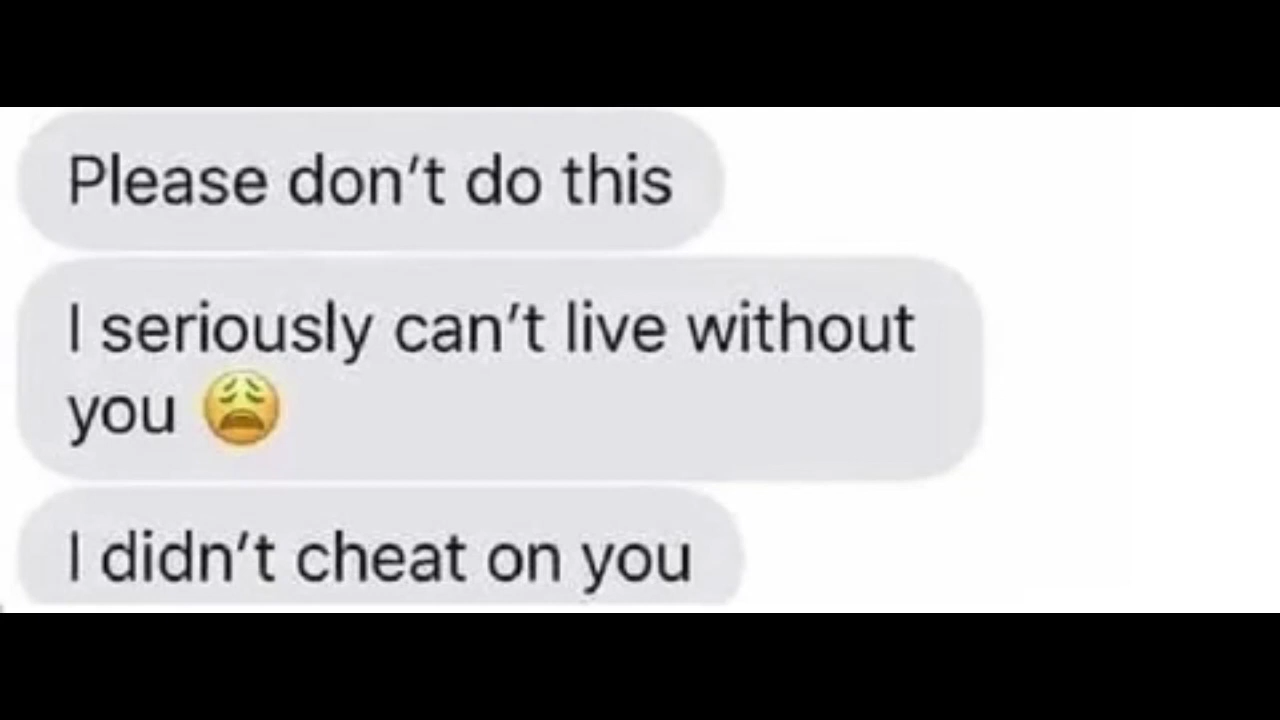 Please don’t do this
I seriously can’t live without
you 😩
I didn’t cheat on you